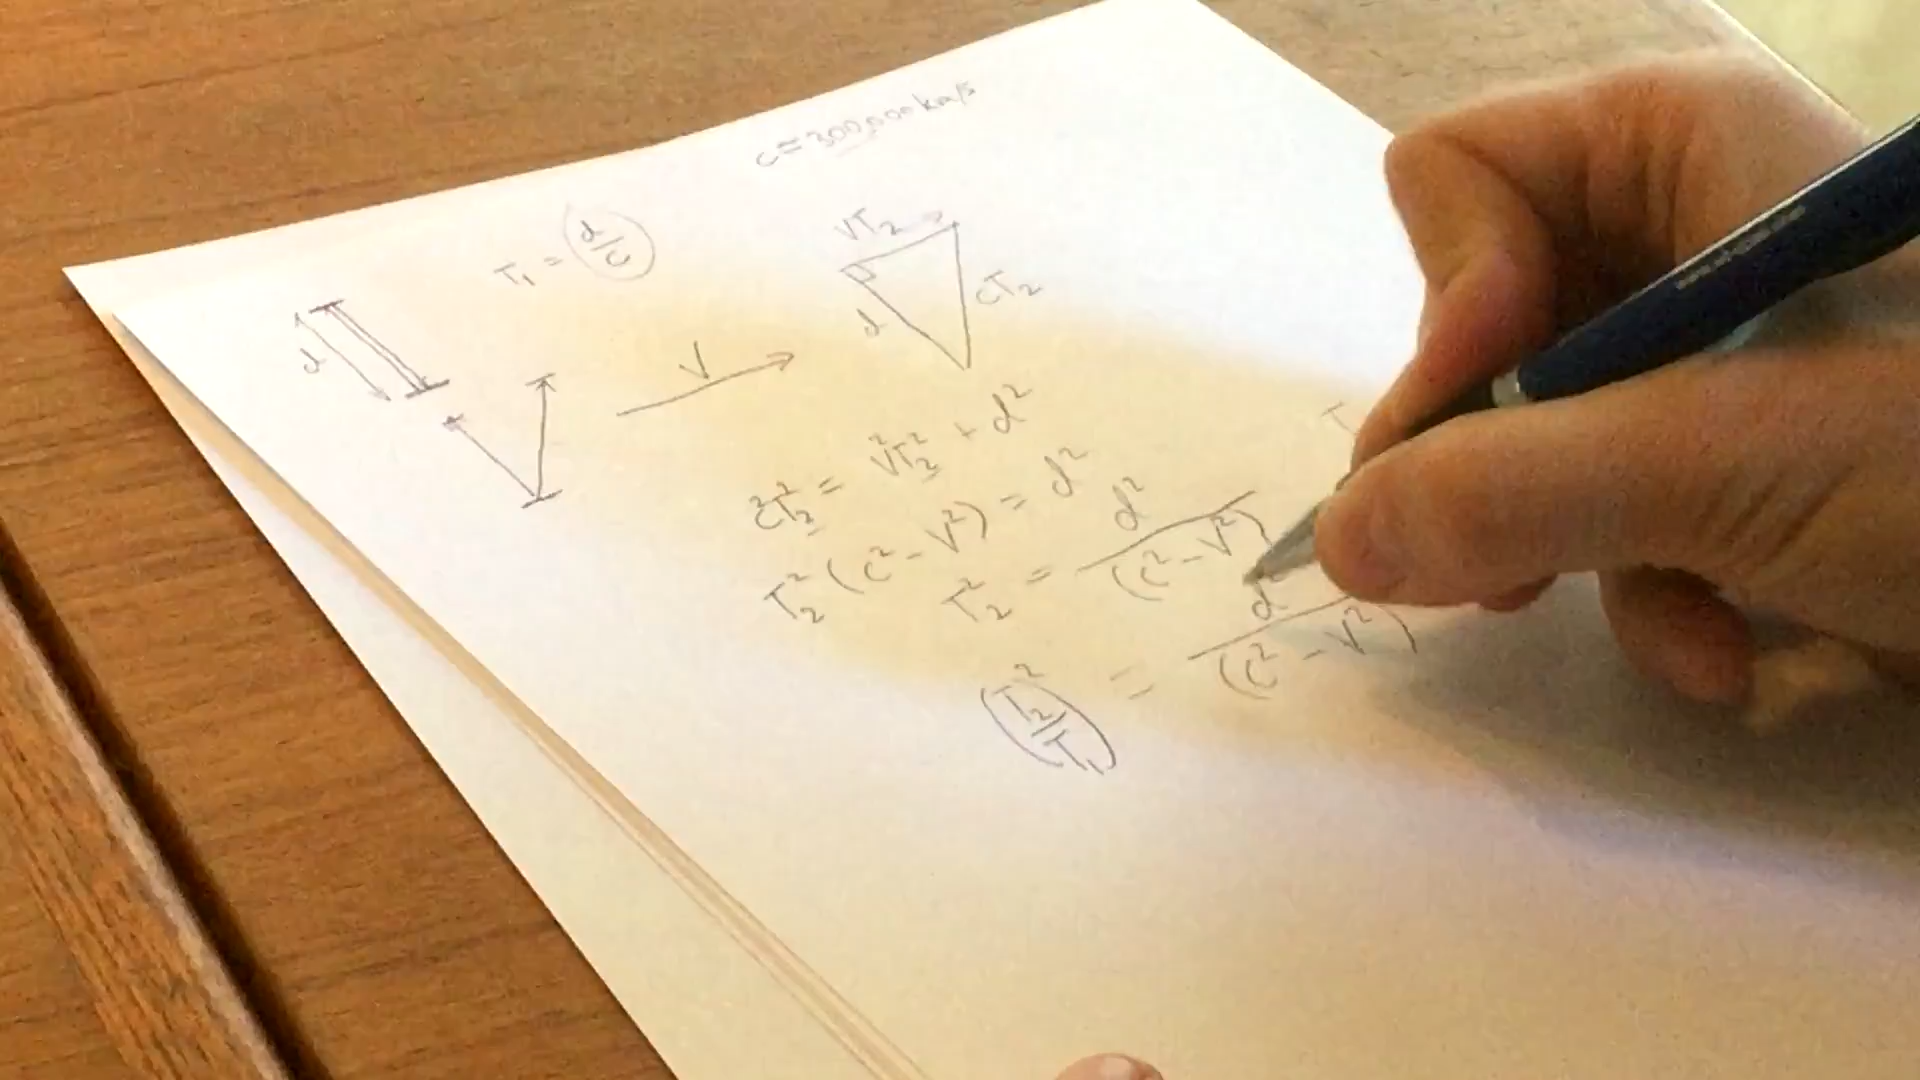 c = 300,000 km/s
T₁ = d/c
VT₂
cT₂
d
d
V
c²T₂² = V²T₂² + d²
T₂² (c² - V²) = d²
T₂² = d² / (c² - V²)
(T₂/T₁)² = d² / (c² - V²)
T